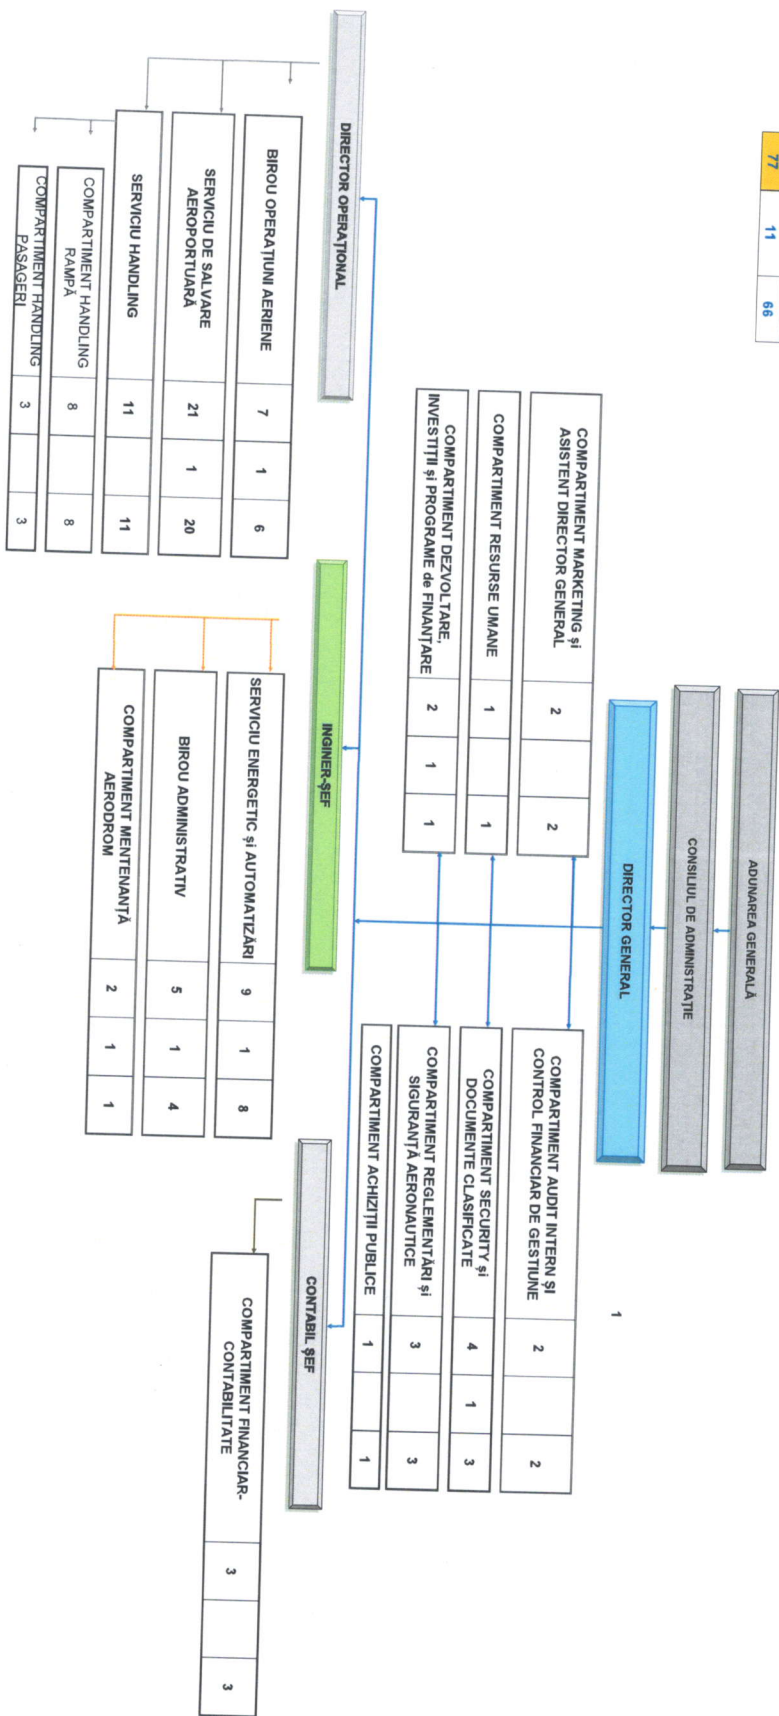 77 11 66
ADUNAREA GENERALĂ
CONSILIUL DE ADMINISTRAȚIE
DIRECTOR GENERAL
1
COMPARTIMENT MARKETING și
ASISTENT DIRECTOR GENERAL
2 2
COMPARTIMENT RESURSE UMANE
1 1
COMPARTIMENT DEZVOLTARE,
INVESTIȚII și PROGRAME de FINANȚARE
2 1 1
COMPARTIMENT AUDIT INTERN ȘI
CONTROL FINANCIAR DE GESTIUNE
2 2
COMPARTIMENT SECURITY și
DOCUMENTE CLASIFICATE
4 1 3
COMPARTIMENT REGLEMENTĂRI și
SIGURANȚĂ AERONAUTICE
3 3
COMPARTIMENT ACHIZIȚII PUBLICE
1 1
DIRECTOR OPERAȚIONAL
BIROU OPERAȚIUNI AERIENE
7 1 6
SERVICIU DE SALVARE
AEROPORTUARĂ
21 1 20
SERVICIU HANDLING
11 11
COMPARTIMENT HANDLING
RAMPĂ
8 8
COMPARTIMENT HANDLING
PASAGERI
3 3
INGINER-ȘEF
SERVICIU ENERGETIC și AUTOMATIZĂRI
9 1 8
BIROU ADMINISTRATIV
5 1 4
COMPARTIMENT MENTENANȚĂ
AERODROM
2 1 1
CONTABIL ȘEF
COMPARTIMENT FINANCIAR-
CONTABILITATE
3 3